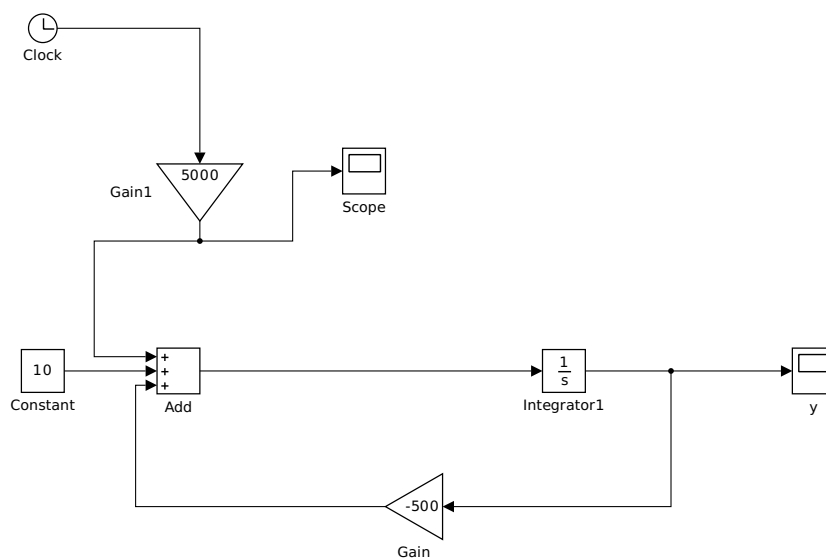 Clock
5000
Gain1
Scope
+
10
+
1
s
+
Constant
Add
Integrator1
y
-500
Gain